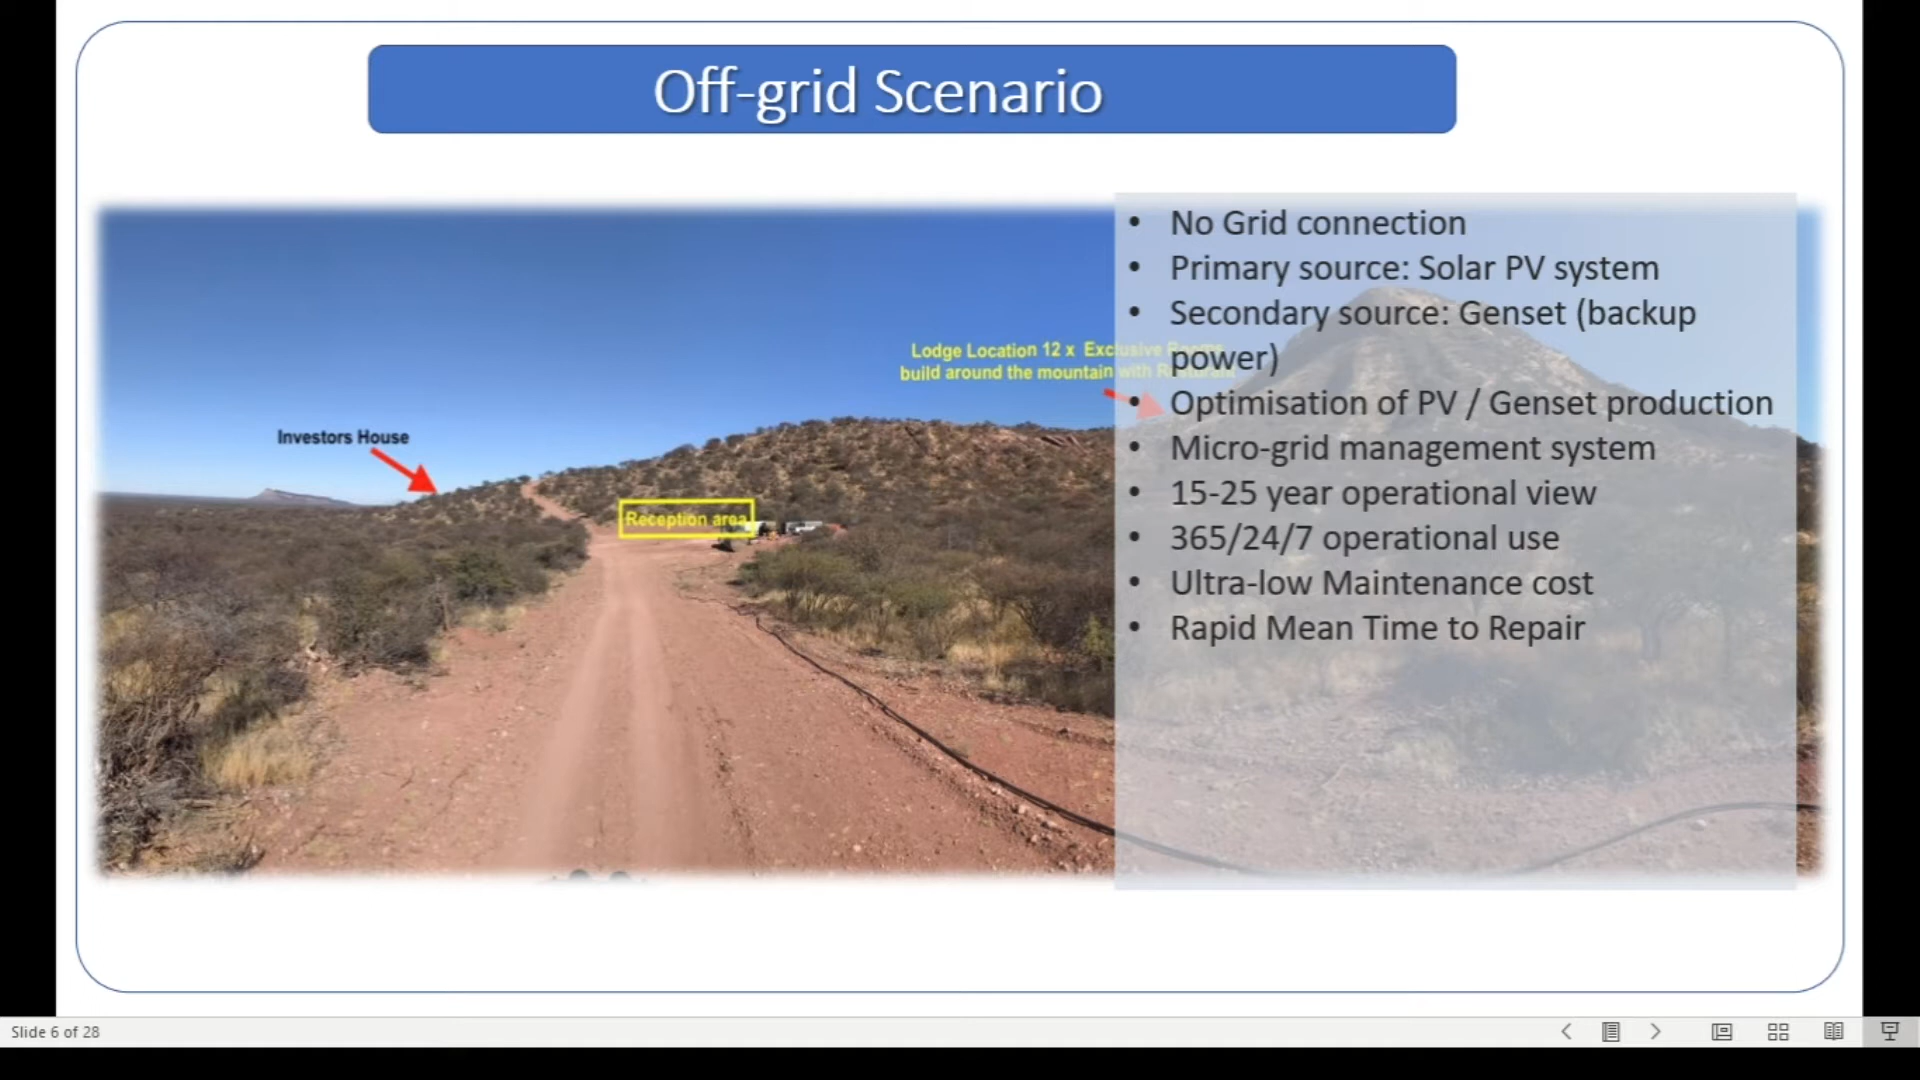 Off-grid Scenario
• No Grid connection
• Primary source: Solar PV system
• Secondary source: Genset (backup
power)
• Optimisation of PV / Genset production
• Micro-grid management system
• 15-25 year operational view
• 365/24/7 operational use
• Ultra-low Maintenance cost
• Rapid Mean Time to Repair
Lodge Location 12 x Exclusive Rooms
build around the mountain with
Investors House
Reception area
Slide 6 of 28